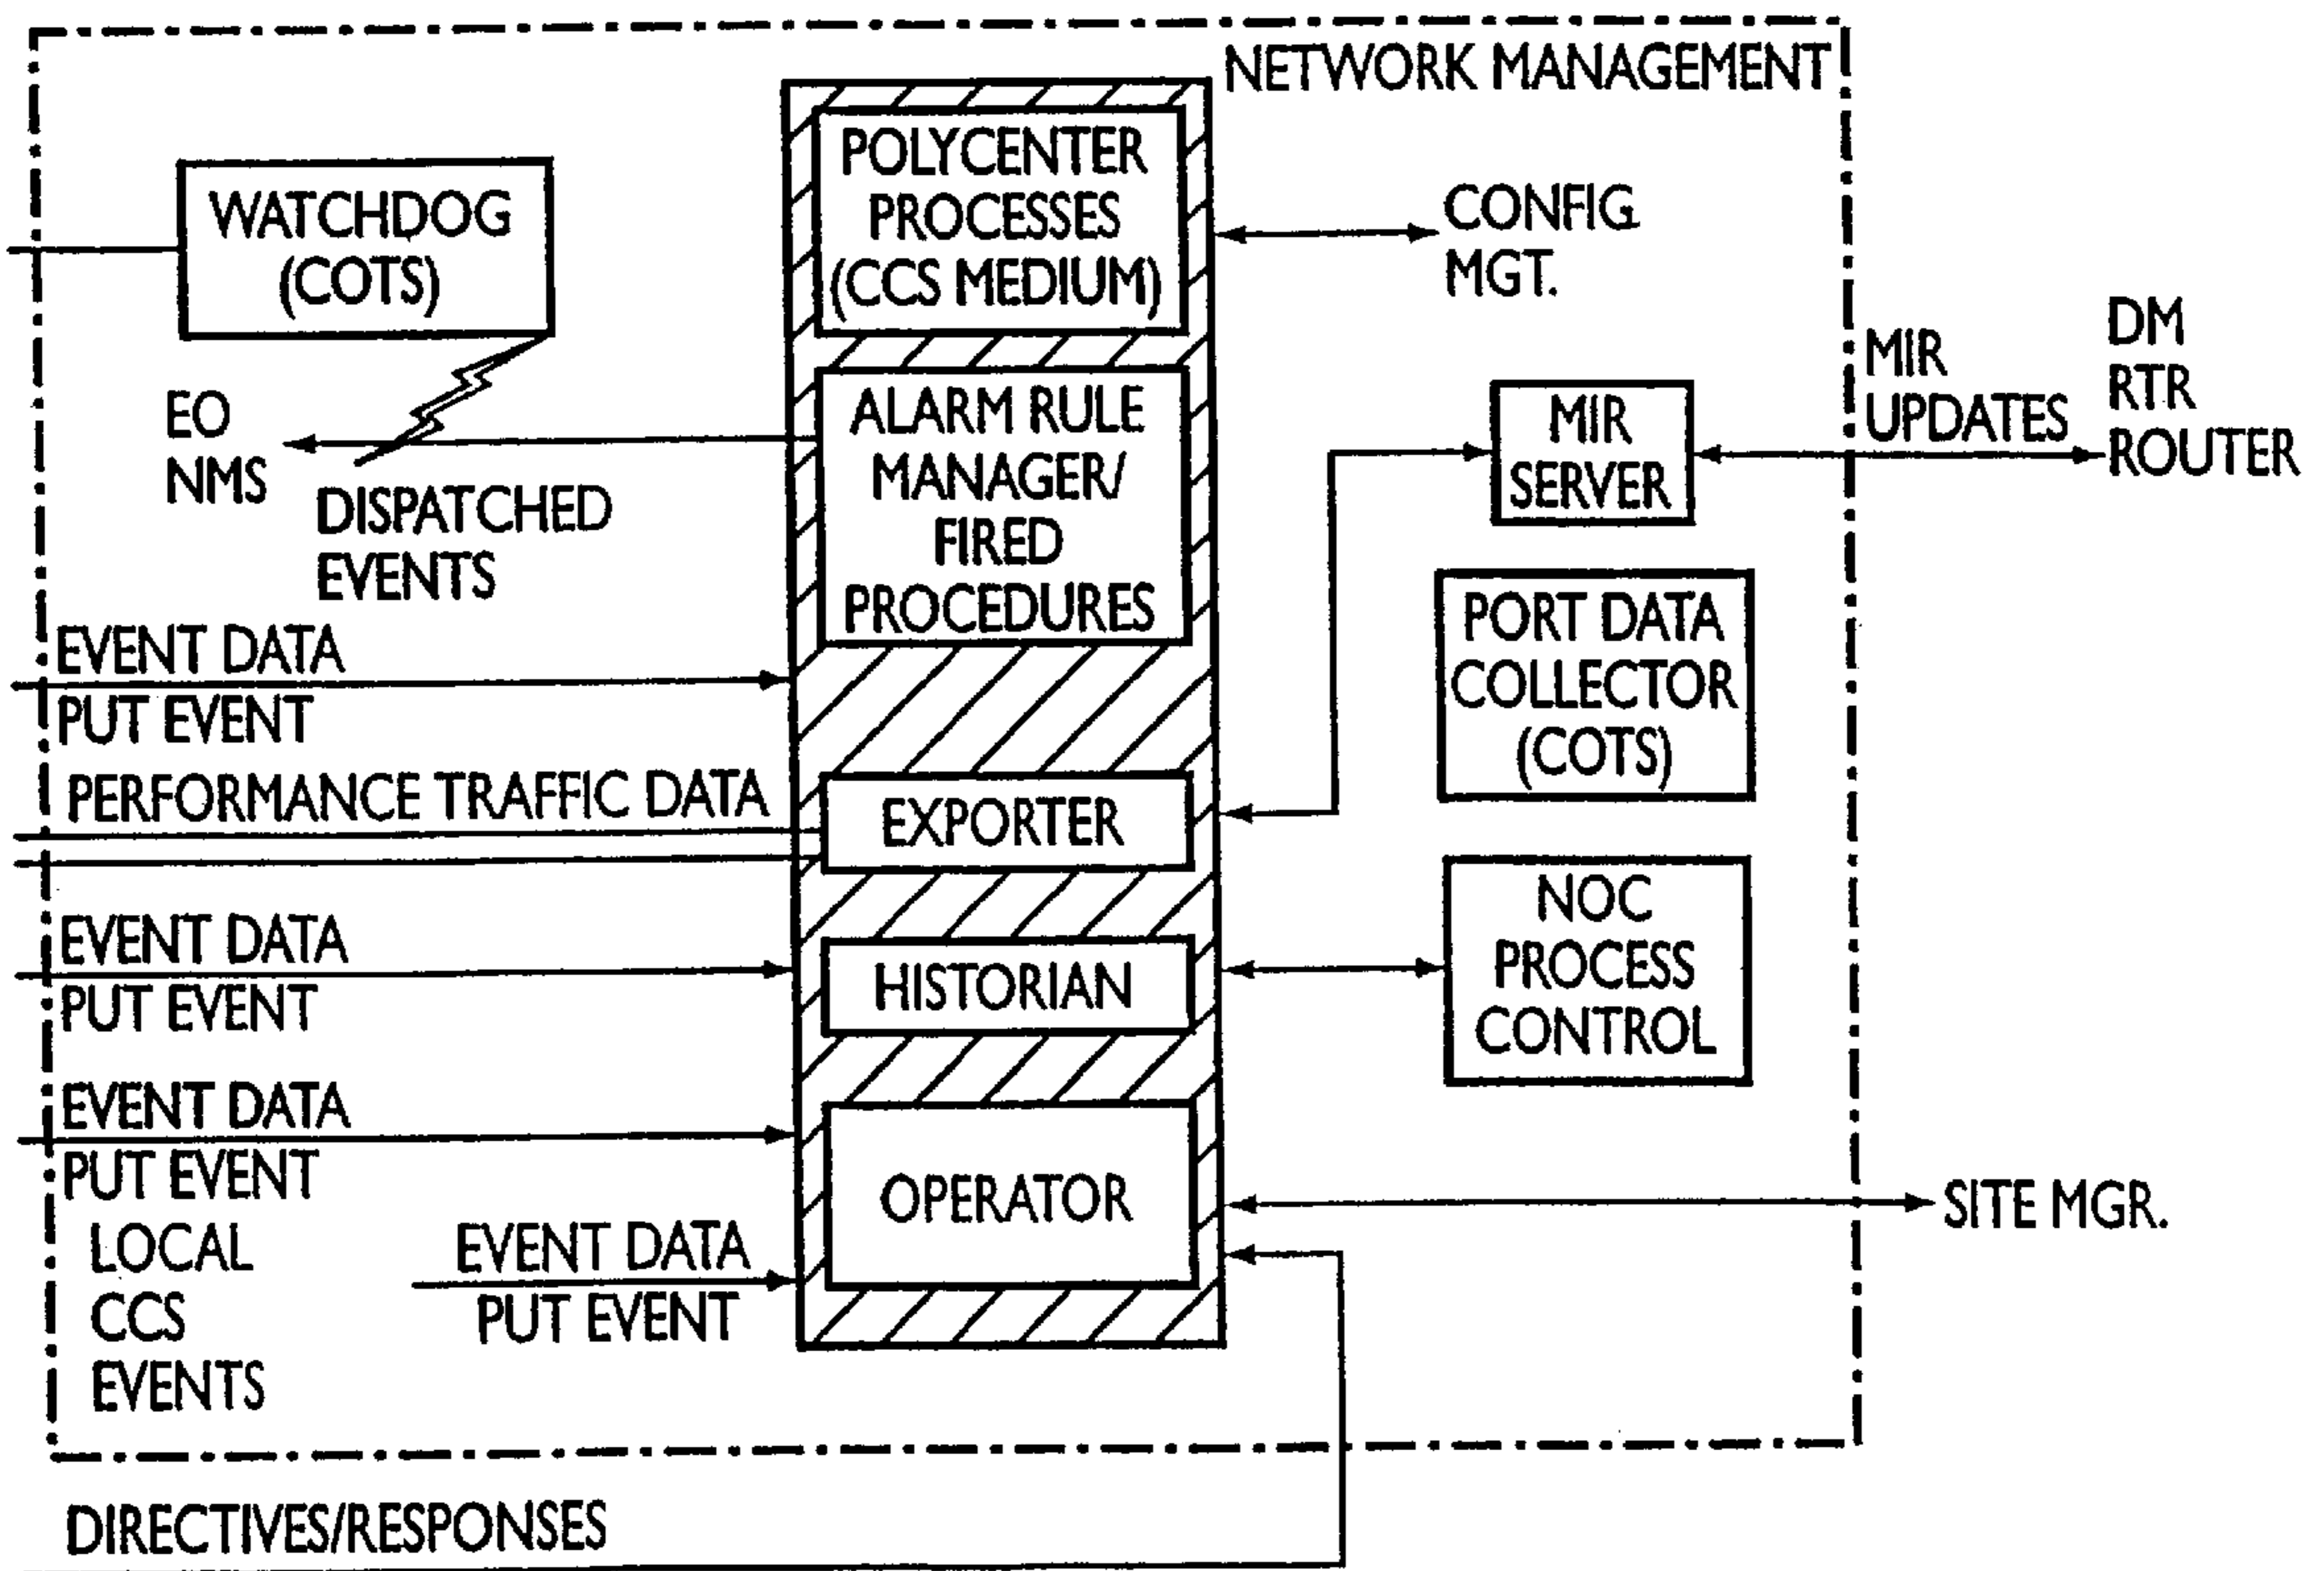 NETWORK MANAGEMENT
POLYCENTER
PROCESSES
(CCS MEDIUM)
WATCHDOG
(COTS)
CONFIG.
MGT.
EO
NMS
DISPATCHED
EVENTS
ALARM RULE
MANAGER/
FIRED
PROCEDURES
MIR
SERVER
MIR
UPDATES
DM
RTR
ROUTER
PORT DATA
COLLECTOR
(COTS)
EVENT DATA
PUT EVENT
PERFORMANCE TRAFFIC DATA
EXPORTER
EVENT DATA
PUT EVENT
HISTORIAN
NOC
PROCESS
CONTROL
EVENT DATA
PUT EVENT
LOCAL
CCS
EVENTS
EVENT DATA
PUT EVENT
OPERATOR
SITE MGR.
DIRECTIVES/RESPONSES